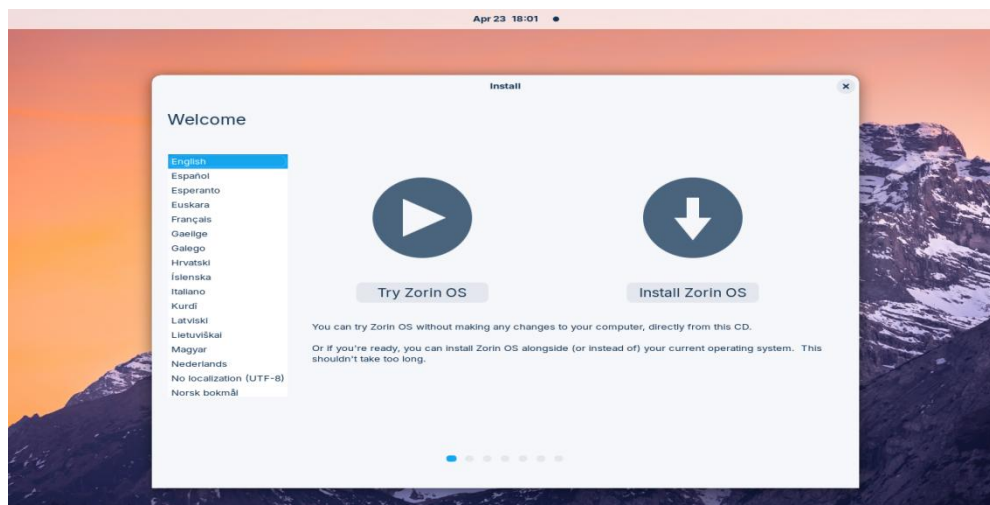 Apr 23 18:01
Install
Welcome
English
Español
Esperanto
Euskara
Français
Gaeilge
Galego
Hrvatski
Íslenska
Italiano
Kurdî
Latviski
Lietuviškai
Magyar
Nederlands
No localization (UTF-8)
Norsk bokmål
Try Zorin OS
Install Zorin OS
You can try Zorin OS without making any changes to your computer, directly from this CD.
Or if you're ready, you can install Zorin OS alongside (or instead of) your current operating system. This
shouldn't take too long.